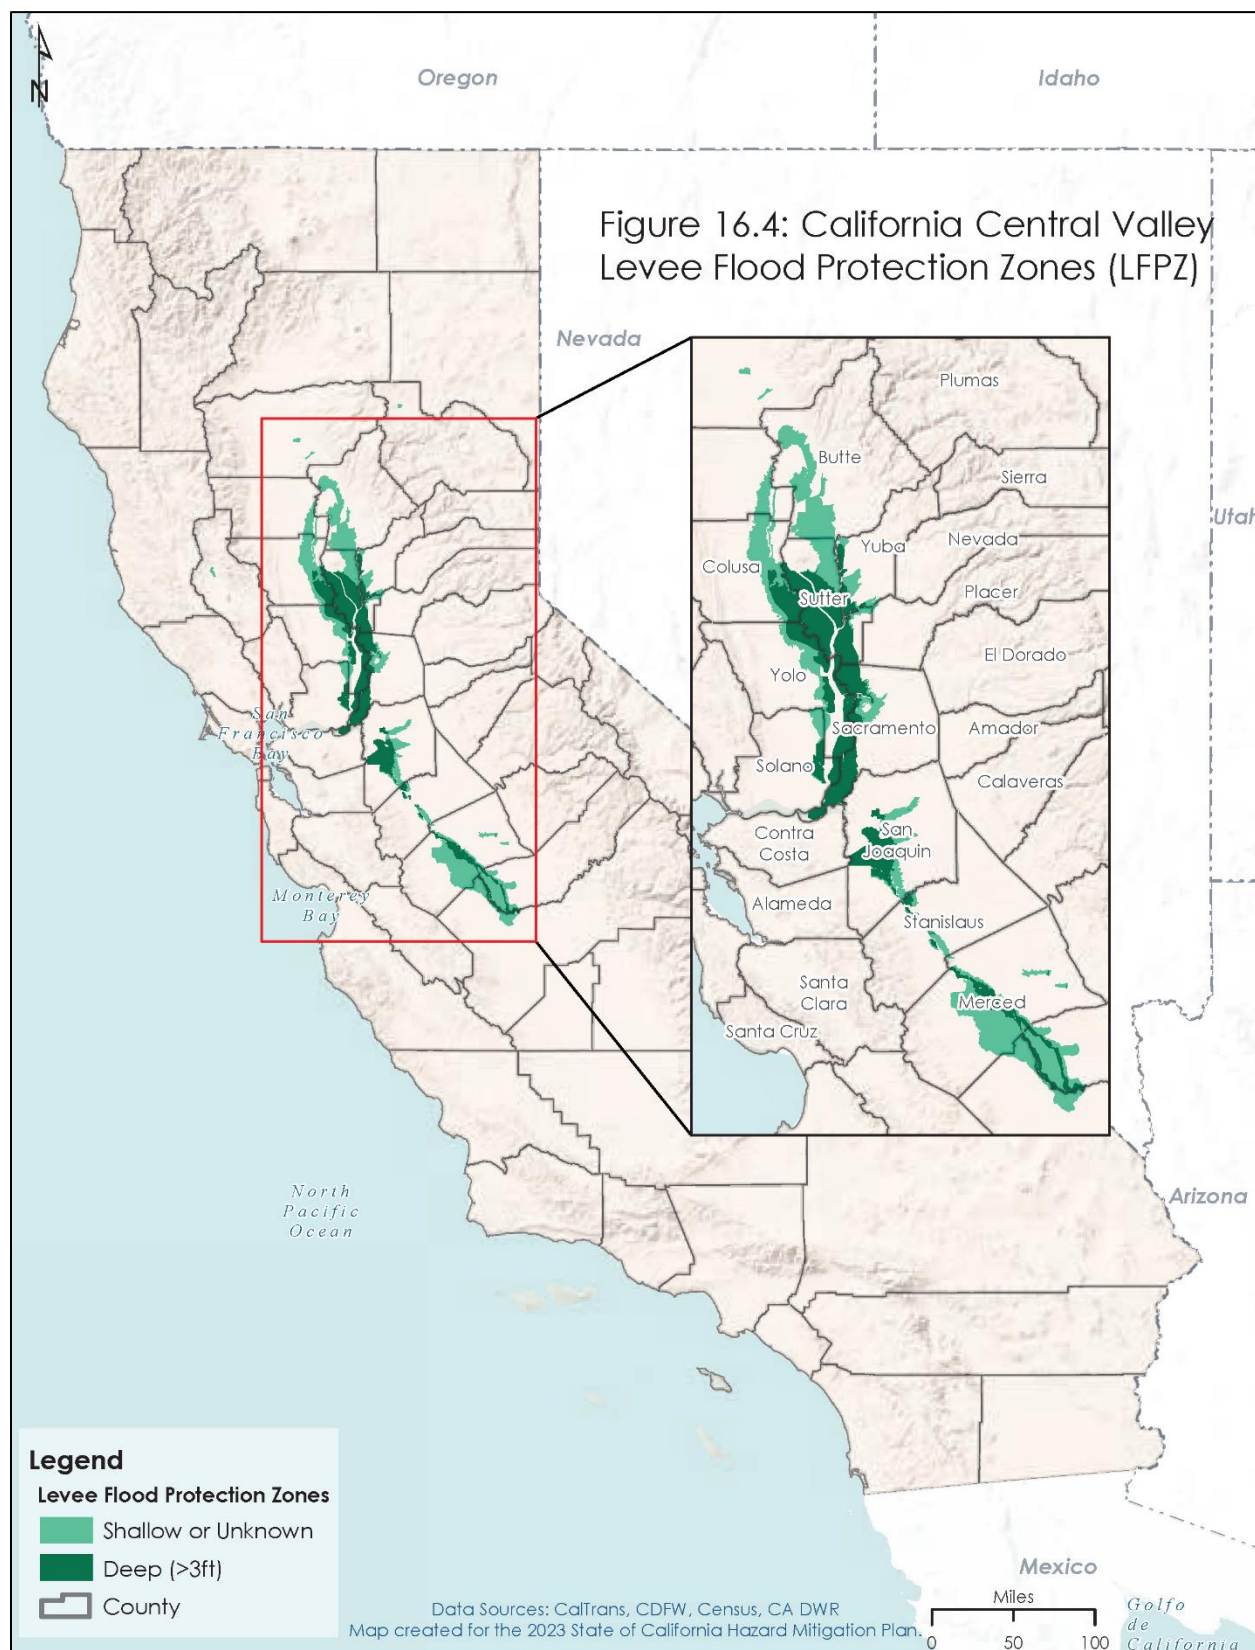 N
Oregon
Idaho
Figure 16.4: California Central Valley
Levee Flood Protection Zones (LFPZ)
Nevada
Utah
Plumas
Butte
Sierra
Yuba
Nevada
Colusa
Placer
Sutter
El Dorado
Yolo
Sacramento
Amador
Solano
Calaveras
Contra
Costa
San
Joaquin
Alameda
Stanislaus
Santa
Clara
Merced
Santa Cruz
San
Francisco
Bay
Monterey
Bay
North
Pacific
Ocean
Arizona
Legend
Levee Flood Protection Zones
Shallow or Unknown
Deep (>3ft)
County
Mexico
Golfo
de
California
Data Sources: CalTrans, CDFW, Census, CA DWR
Map created for the 2023 State of California Hazard Mitigation Plan.
Miles
0 50 100